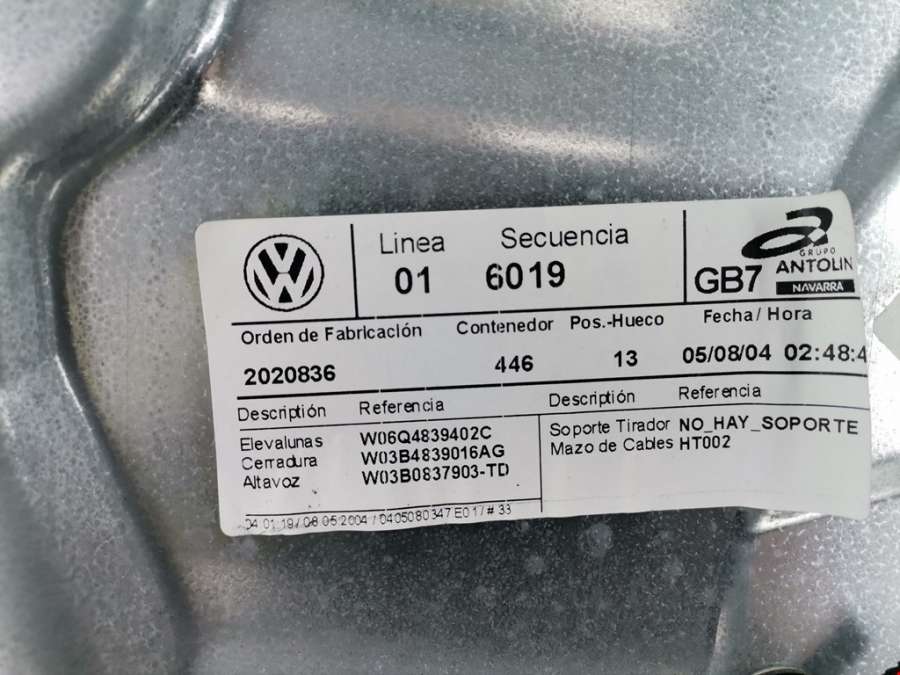 Linea Secuencia
01 6019
GB7 GRUPO ANTOLIN
NAVARRA
Orden de Fabricación Contenedor Pos.-Hueco Fecha/Hora
2020836 446 13 05/08/04 02:48:4
Descriptión Referencia Descriptión Referencia
Elevalunas W06Q4839402C Soporte Tirador NO_HAY_SOPORTE
Cerradura W03B4839016AG Mazo de Cables HT002
Altavoz W03B0837903-TD